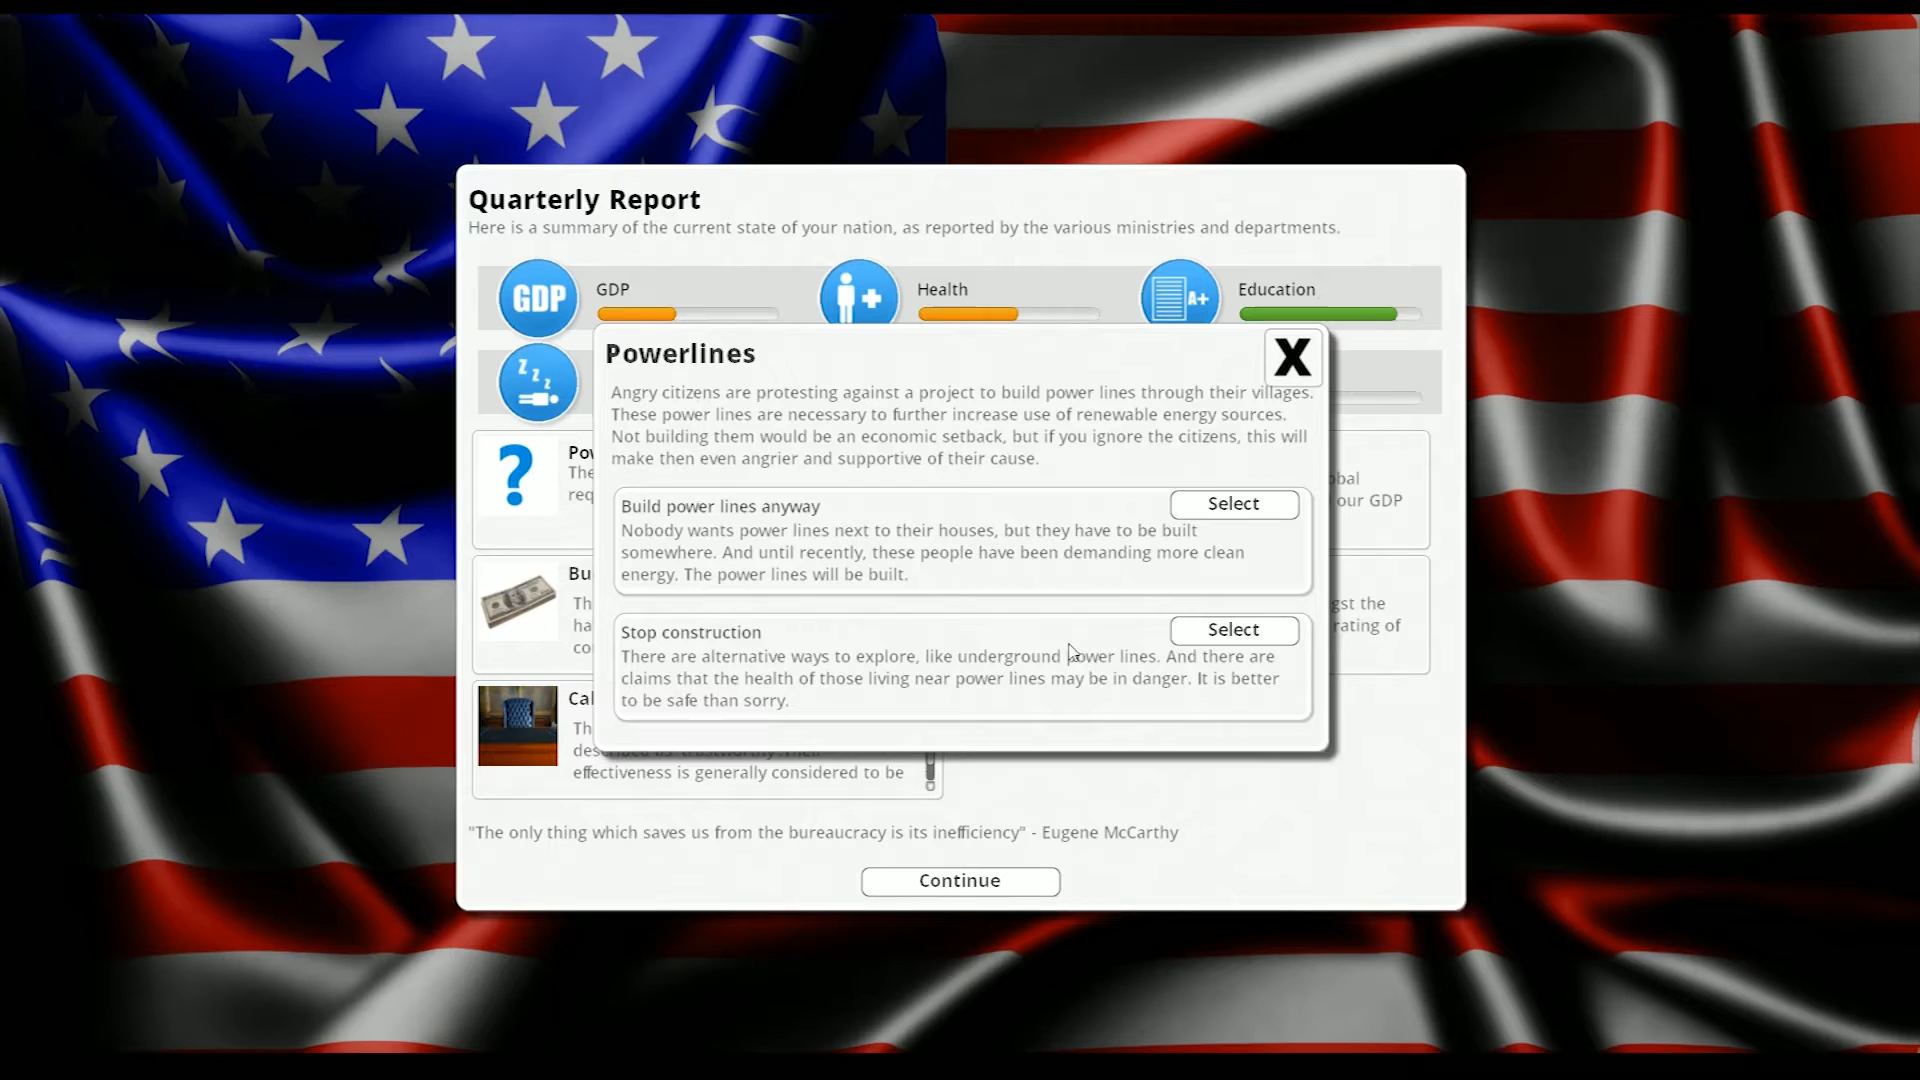 Quarterly Report
Here is a summary of the current state of your nation, as reported by the various ministries and departments.
GDP
GDP
Health
A+
Education
Z Z Z
Powerlines
X
Angry citizens are protesting against a project to build power lines through their villages.
These power lines are necessary to further increase use of renewable energy sources.
Not building them would be an economic setback, but if you ignore the citizens, this will
make then even angrier and supportive of their cause.
Build power lines anyway
Select
Nobody wants power lines next to their houses, but they have to be built
somewhere. And until recently, these people have been demanding more clean
energy. The power lines will be built.
Stop construction
Select
There are alternative ways to explore, like underground power lines. And there are
claims that the health of those living near power lines may be in danger. It is better
to be safe than sorry.
?
our GDP
gst the
rating of
effectiveness is generally considered to be
"The only thing which saves us from the bureaucracy is its inefficiency" - Eugene McCarthy
Continue